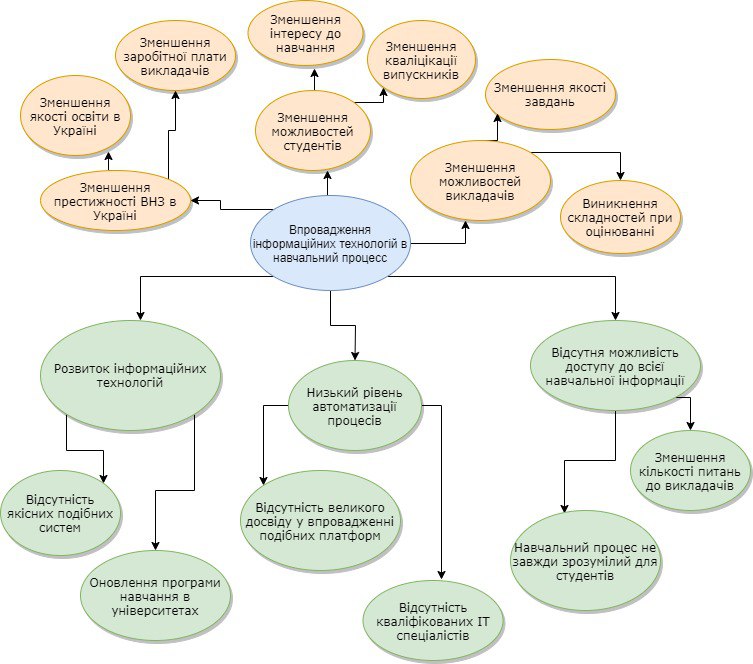 Зменшення
інтересу до
навчання
Зменшення
заробітної плати
викладачів
Зменшення
кваліцікації
випускників
Зменшення
якості освіти в
Україні
Зменшення
можливостей
студентів
Зменшення якості
завдань
Зменшення
престижності ВНЗ в
Україні
Зменшення
можливостей
викладачів
Виникнення
складностей при
оцінюванні
Впровадження
інформаційних технологій в
навчальний процесс
Розвиток інформаційних
технологій
Низький рівень
автоматизації
процесів
Відсутня можливість
доступу до всієї
навчальної інформації
Відсутність
якісних подібних
систем
Оновлення програми
навчання в
університетах
Відсутність великого
досвіду у впровадженні
подібних платформ
Відсутність
кваліфікованих ІТ
спеціалістів
Навчальний процес не
завжди зрозумілий для
студентів
Зменшення
кількості питань
до викладачів